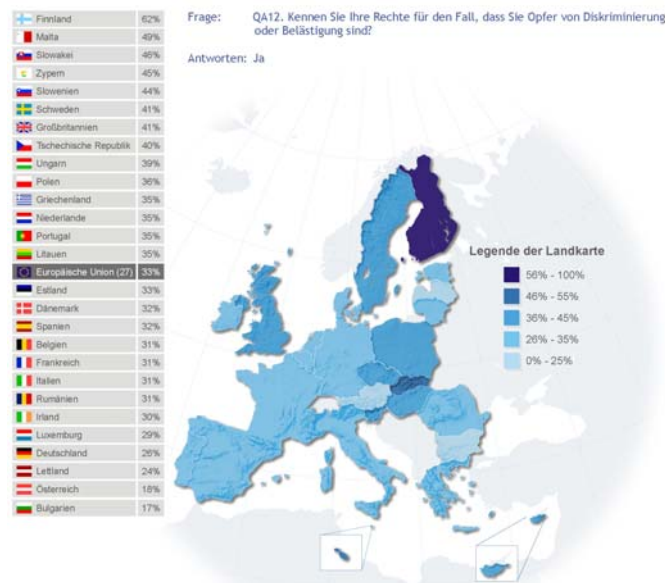 Frage: QA12. Kennen Sie Ihre Rechte für den Fall, dass Sie Opfer von Diskriminierung
oder Belästigung sind?
Antworten: Ja
Finnland 62%
Malta 49%
Slowakei 46%
Zypern 45%
Slowenien 44%
Schweden 41%
Großbritannien 41%
Tschechische Republik 40%
Ungarn 39%
Polen 36%
Griechenland 35%
Niederlande 35%
Portugal 35%
Litauen 35%
Europäische Union (27) 33%
Estland 33%
Dänemark 32%
Spanien 32%
Belgien 31%
Frankreich 31%
Italien 31%
Rumänien 31%
Irland 30%
Luxemburg 29%
Deutschland 26%
Lettland 24%
Österreich 18%
Bulgarien 17%
Legende der Landkarte
56% - 100%
46% - 55%
36% - 45%
26% - 35%
0% - 25%